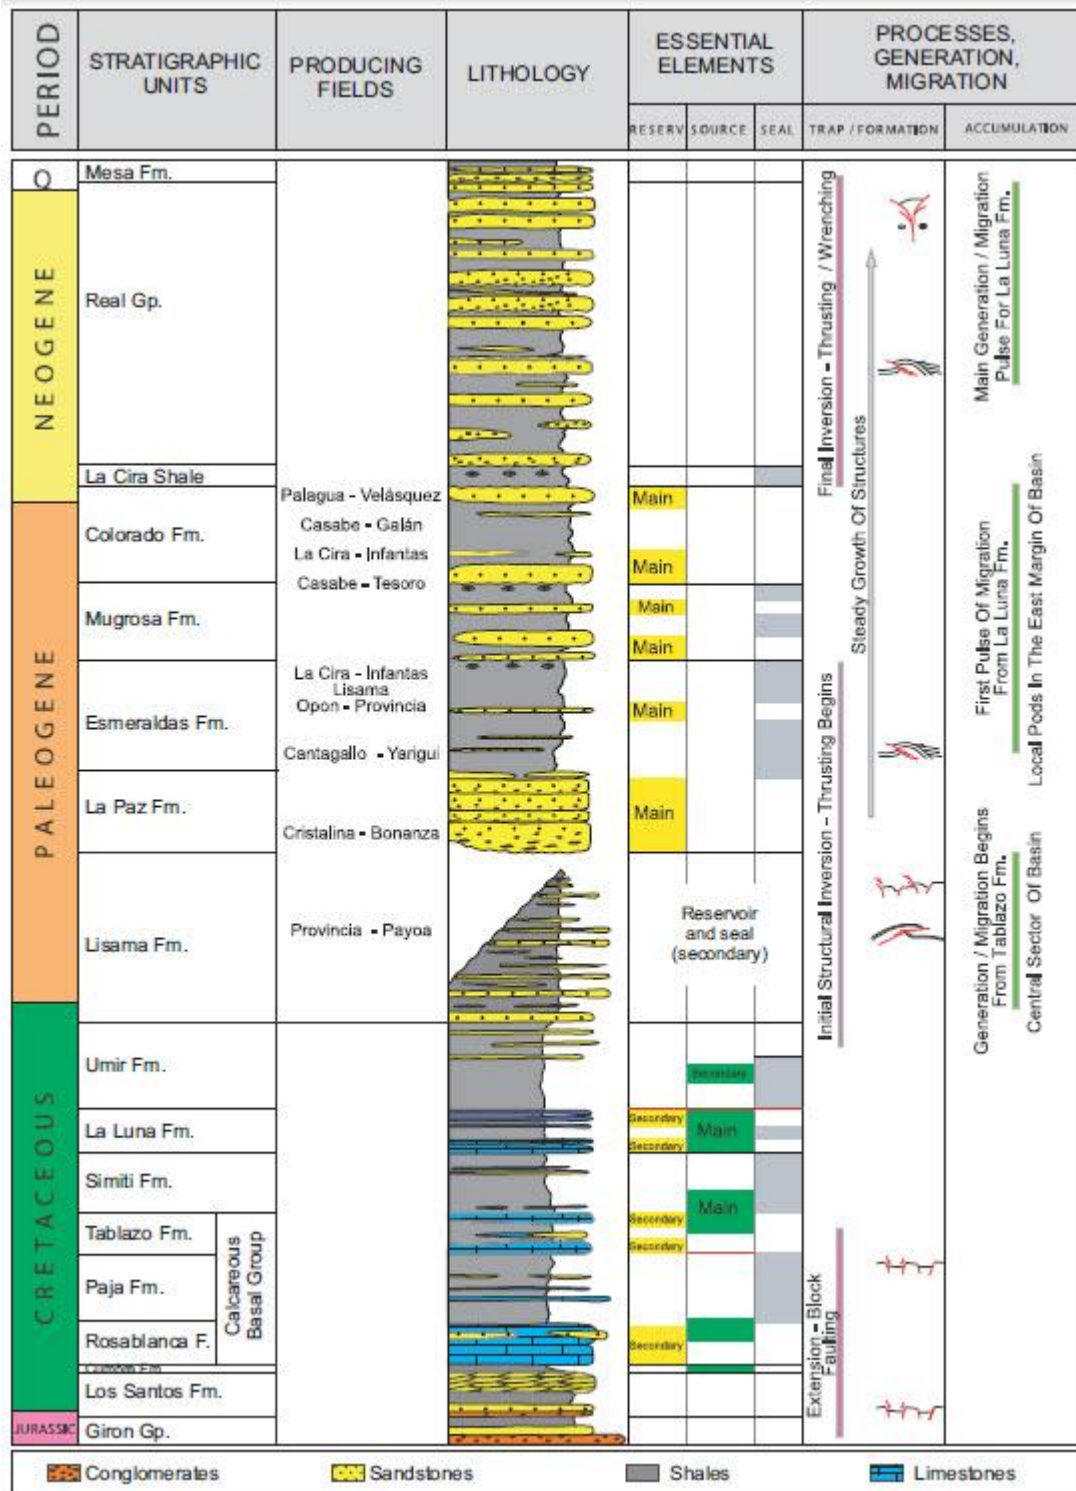 PERIOD
STRATIGRAPHIC
UNITS
PRODUCING
FIELDS
LITHOLOGY
ESSENTIAL
ELEMENTS
PROCESSES,
GENERATION,
MIGRATION
RESERV
SOURCE
SEAL
TRAP / FORMATION
ACCUMULATION
Q
NEOGENE
PALEOGENE
CRETACEOUS
JURASSIC
Mesa Fm.
Real Gp.
La Cira Shale
Colorado Fm.
Mugrosa Fm.
Esmeraldas Fm.
La Paz Fm.
Lisama Fm.
Umir Fm.
La Luna Fm.
Simiti Fm.
Tablazo Fm.
Paja Fm.
Rosablanca F.
Calcareous
Basal Group
Los Santos Fm.
Giron Gp.
Palagua - Velásquez
Casabe - Galán
La Cira - Infantas
Casabe - Tesoro
La Cira - Infantas
Lisama
Opon - Provincia
Cantagallo - Yarigui
Cristalina - Bonanza
Provincia - Payoa
Main
Main
Main
Main
Main
Main
Reservoir
and seal
(secondary)
Secondary
Secondary
Main
Secondary
Main
Secondary
Secondary
Secondary
Final Inversion - Thrusting / Wrenching
Steady Growth Of Structures
Initial Structural Inversion - Thrusting Begins
Extension - Block
Faulting
Main Generation / Migration
Pulse For La Luna Fm.
First Pulse Of Migration
From La Luna Fm.
Local Pods In The East Margin Of Basin
Generation / Migration Begins
From Tablazo Fm.
Central Sector Of Basin
Conglomerates
Sandstones
Shales
Limestones